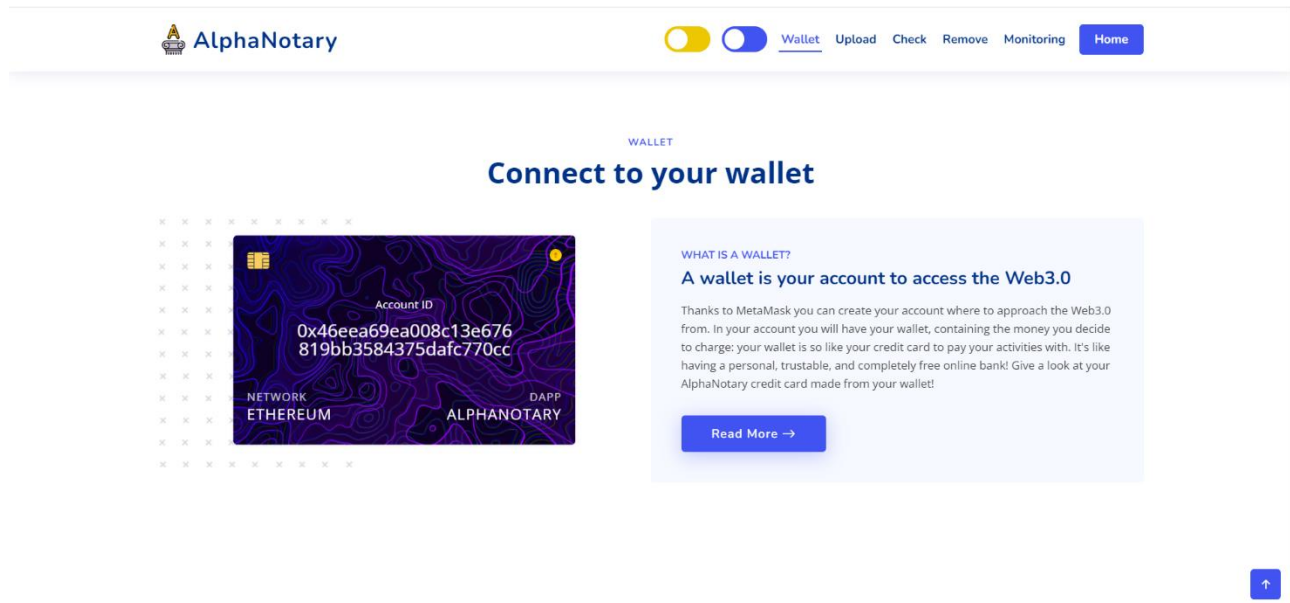 AlphaNotary
Wallet Upload Check Remove Monitoring Home
WALLET
Connect to your wallet
Account ID
0x46eea69ea008c13e676
819bb3584375dafc770cc
NETWORK DAPP
ETHEREUM ALPHANOTARY
WHAT IS A WALLET?
A wallet is your account to access the Web3.0
Thanks to MetaMask you can create your account where to approach the Web3.0
from. In your account you will have your wallet, containing the money you decide
to charge: your wallet is so like your credit card to pay your activities with. It's like
having a personal, trustable, and completely free online bank! Give a look at your
AlphaNotary credit card made from your wallet!
Read More →